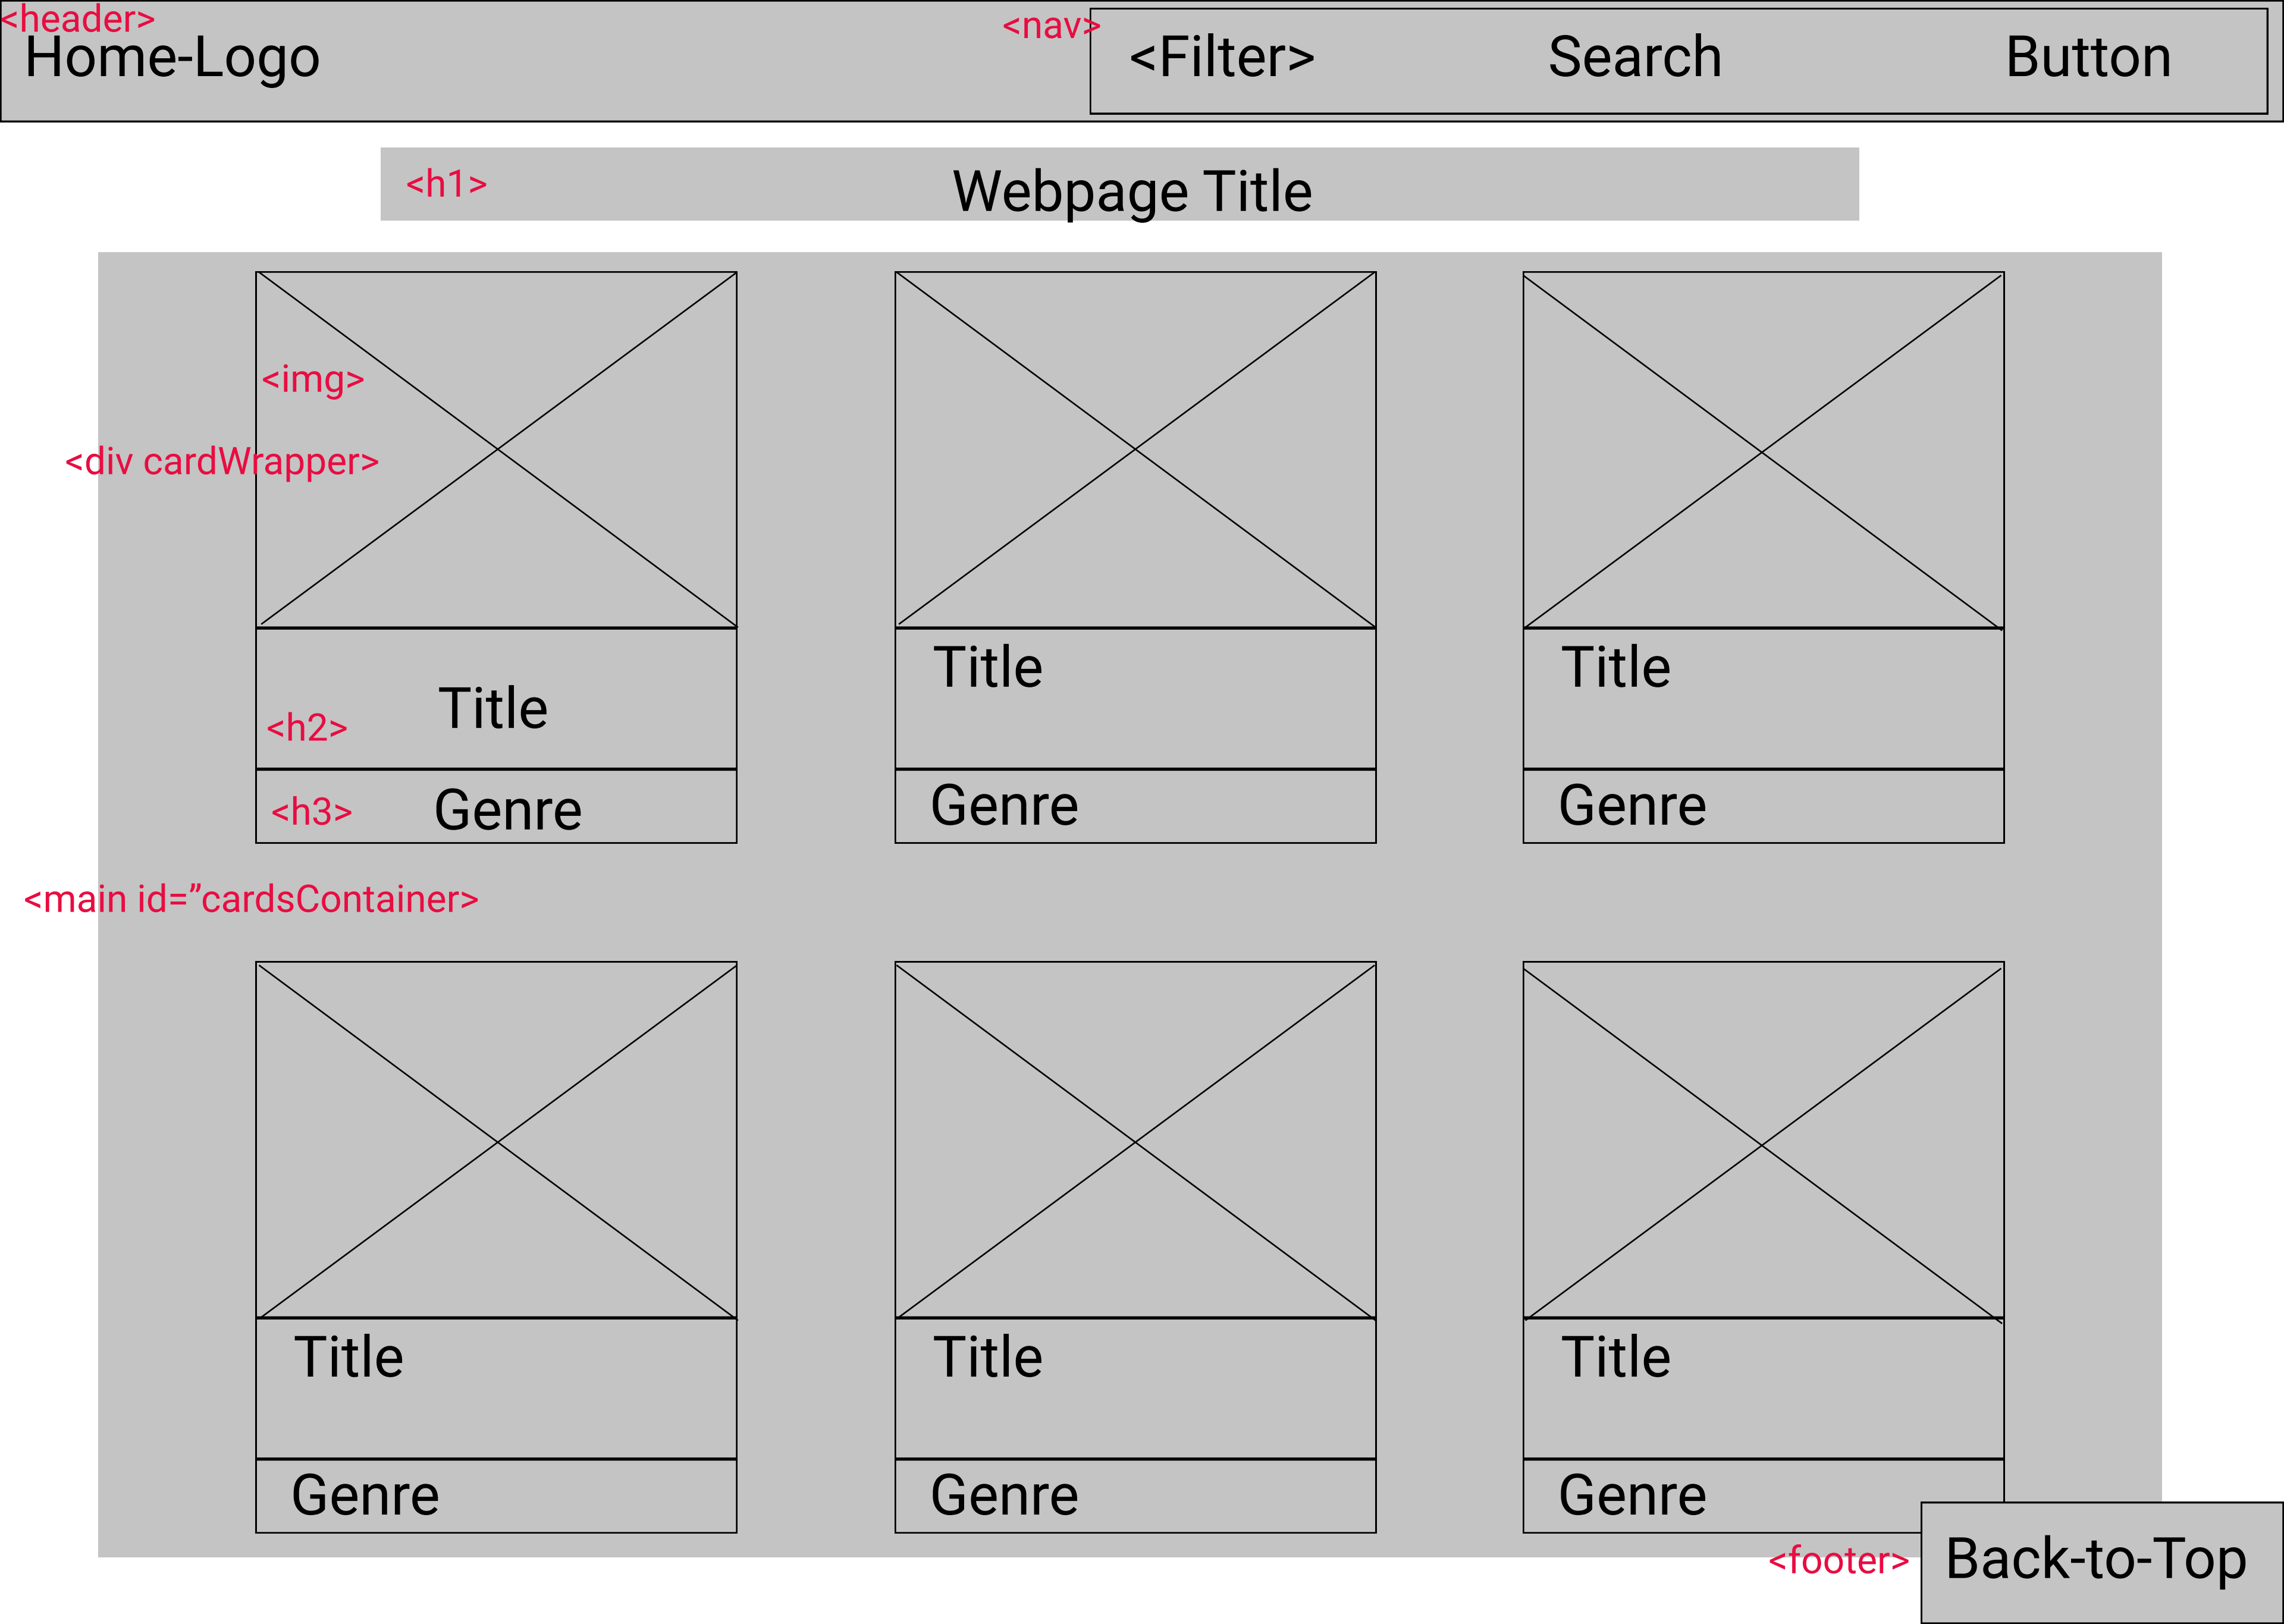 <header>
Home-Logo
<nav>
<Filter> Search Button
<h1> Webpage Title
<img>
<div cardWrapper>
Title Title Title
<h2>
Genre Genre Genre
<h3>
<main id=”cardsContainer>
Title Title Title
Genre Genre Genre
<footer> Back-to-Top